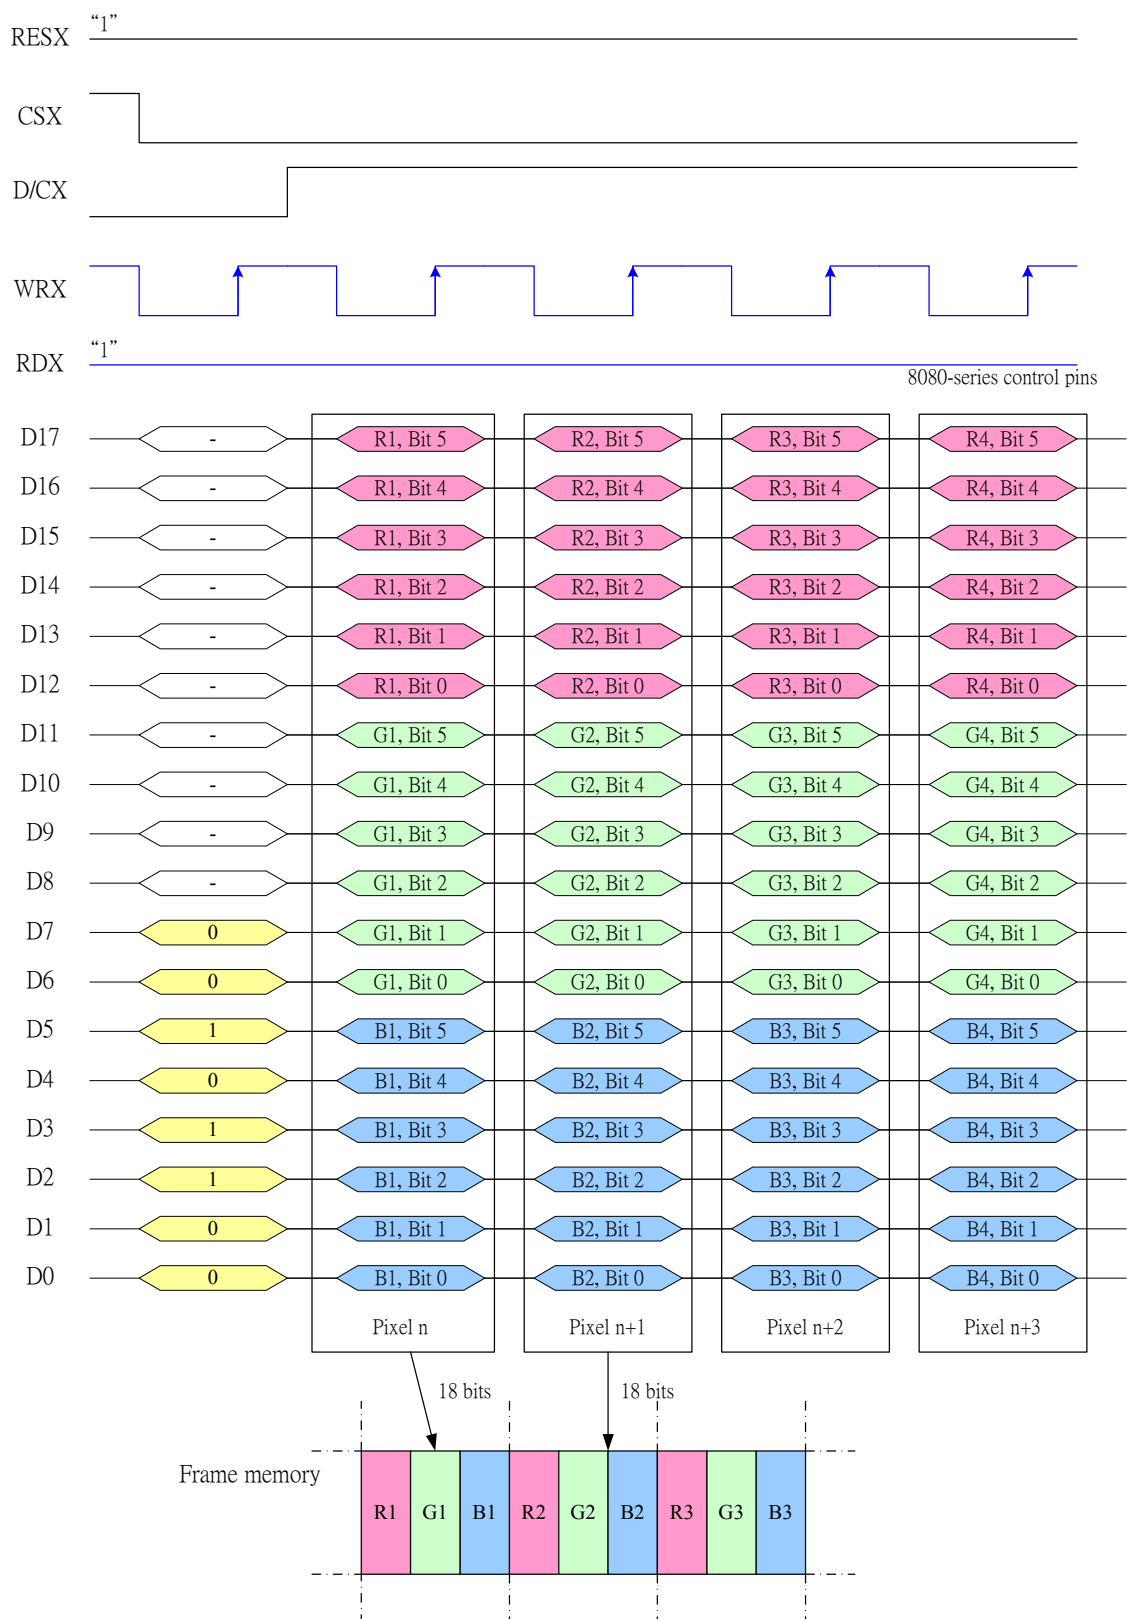 RESX “1”
CSX
D/CX
WRX
RDX “1”
8080-series control pins
D17 - R1, Bit 5 R2, Bit 5 R3, Bit 5 R4, Bit 5
D16 - R1, Bit 4 R2, Bit 4 R3, Bit 4 R4, Bit 4
D15 - R1, Bit 3 R2, Bit 3 R3, Bit 3 R4, Bit 3
D14 - R1, Bit 2 R2, Bit 2 R3, Bit 2 R4, Bit 2
D13 - R1, Bit 1 R2, Bit 1 R3, Bit 1 R4, Bit 1
D12 - R1, Bit 0 R2, Bit 0 R3, Bit 0 R4, Bit 0
D11 - G1, Bit 5 G2, Bit 5 G3, Bit 5 G4, Bit 5
D10 - G1, Bit 4 G2, Bit 4 G3, Bit 4 G4, Bit 4
D9 - G1, Bit 3 G2, Bit 3 G3, Bit 3 G4, Bit 3
D8 - G1, Bit 2 G2, Bit 2 G3, Bit 2 G4, Bit 2
D7 0 G1, Bit 1 G2, Bit 1 G3, Bit 1 G4, Bit 1
D6 0 G1, Bit 0 G2, Bit 0 G3, Bit 0 G4, Bit 0
D5 1 B1, Bit 5 B2, Bit 5 B3, Bit 5 B4, Bit 5
D4 0 B1, Bit 4 B2, Bit 4 B3, Bit 4 B4, Bit 4
D3 1 B1, Bit 3 B2, Bit 3 B3, Bit 3 B4, Bit 3
D2 1 B1, Bit 2 B2, Bit 2 B3, Bit 2 B4, Bit 2
D1 0 B1, Bit 1 B2, Bit 1 B3, Bit 1 B4, Bit 1
D0 0 B1, Bit 0 B2, Bit 0 B3, Bit 0 B4, Bit 0
Pixel n Pixel n+1 Pixel n+2 Pixel n+3
18 bits 18 bits
Frame memory
R1 G1 B1 R2 G2 B2 R3 G3 B3